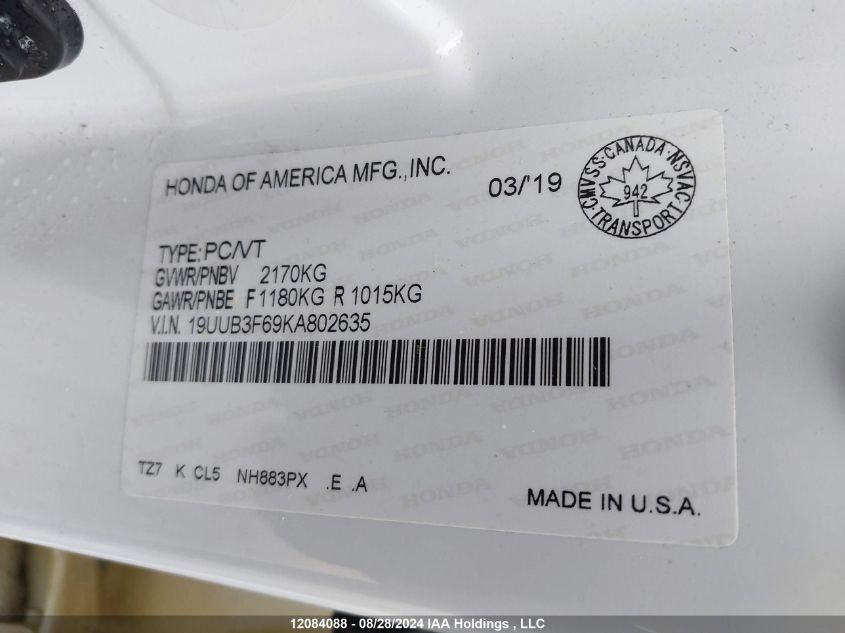 HONDA OF AMERICA MFG.,INC.
03/'19
CMVSS·CANADA·NSVAC·TRANSPORT
942
TYPE: PC/VT
GVWR/PNBV 2170KG
GAWR/PNBE F 1180KG R 1015KG
V.I.N. 19UUB3F69KA802635
TZ7 K CL5 NH883PX .E .A
MADE IN U.S.A.
12084088 - 08/28/2024 IAA Holdings , LLC